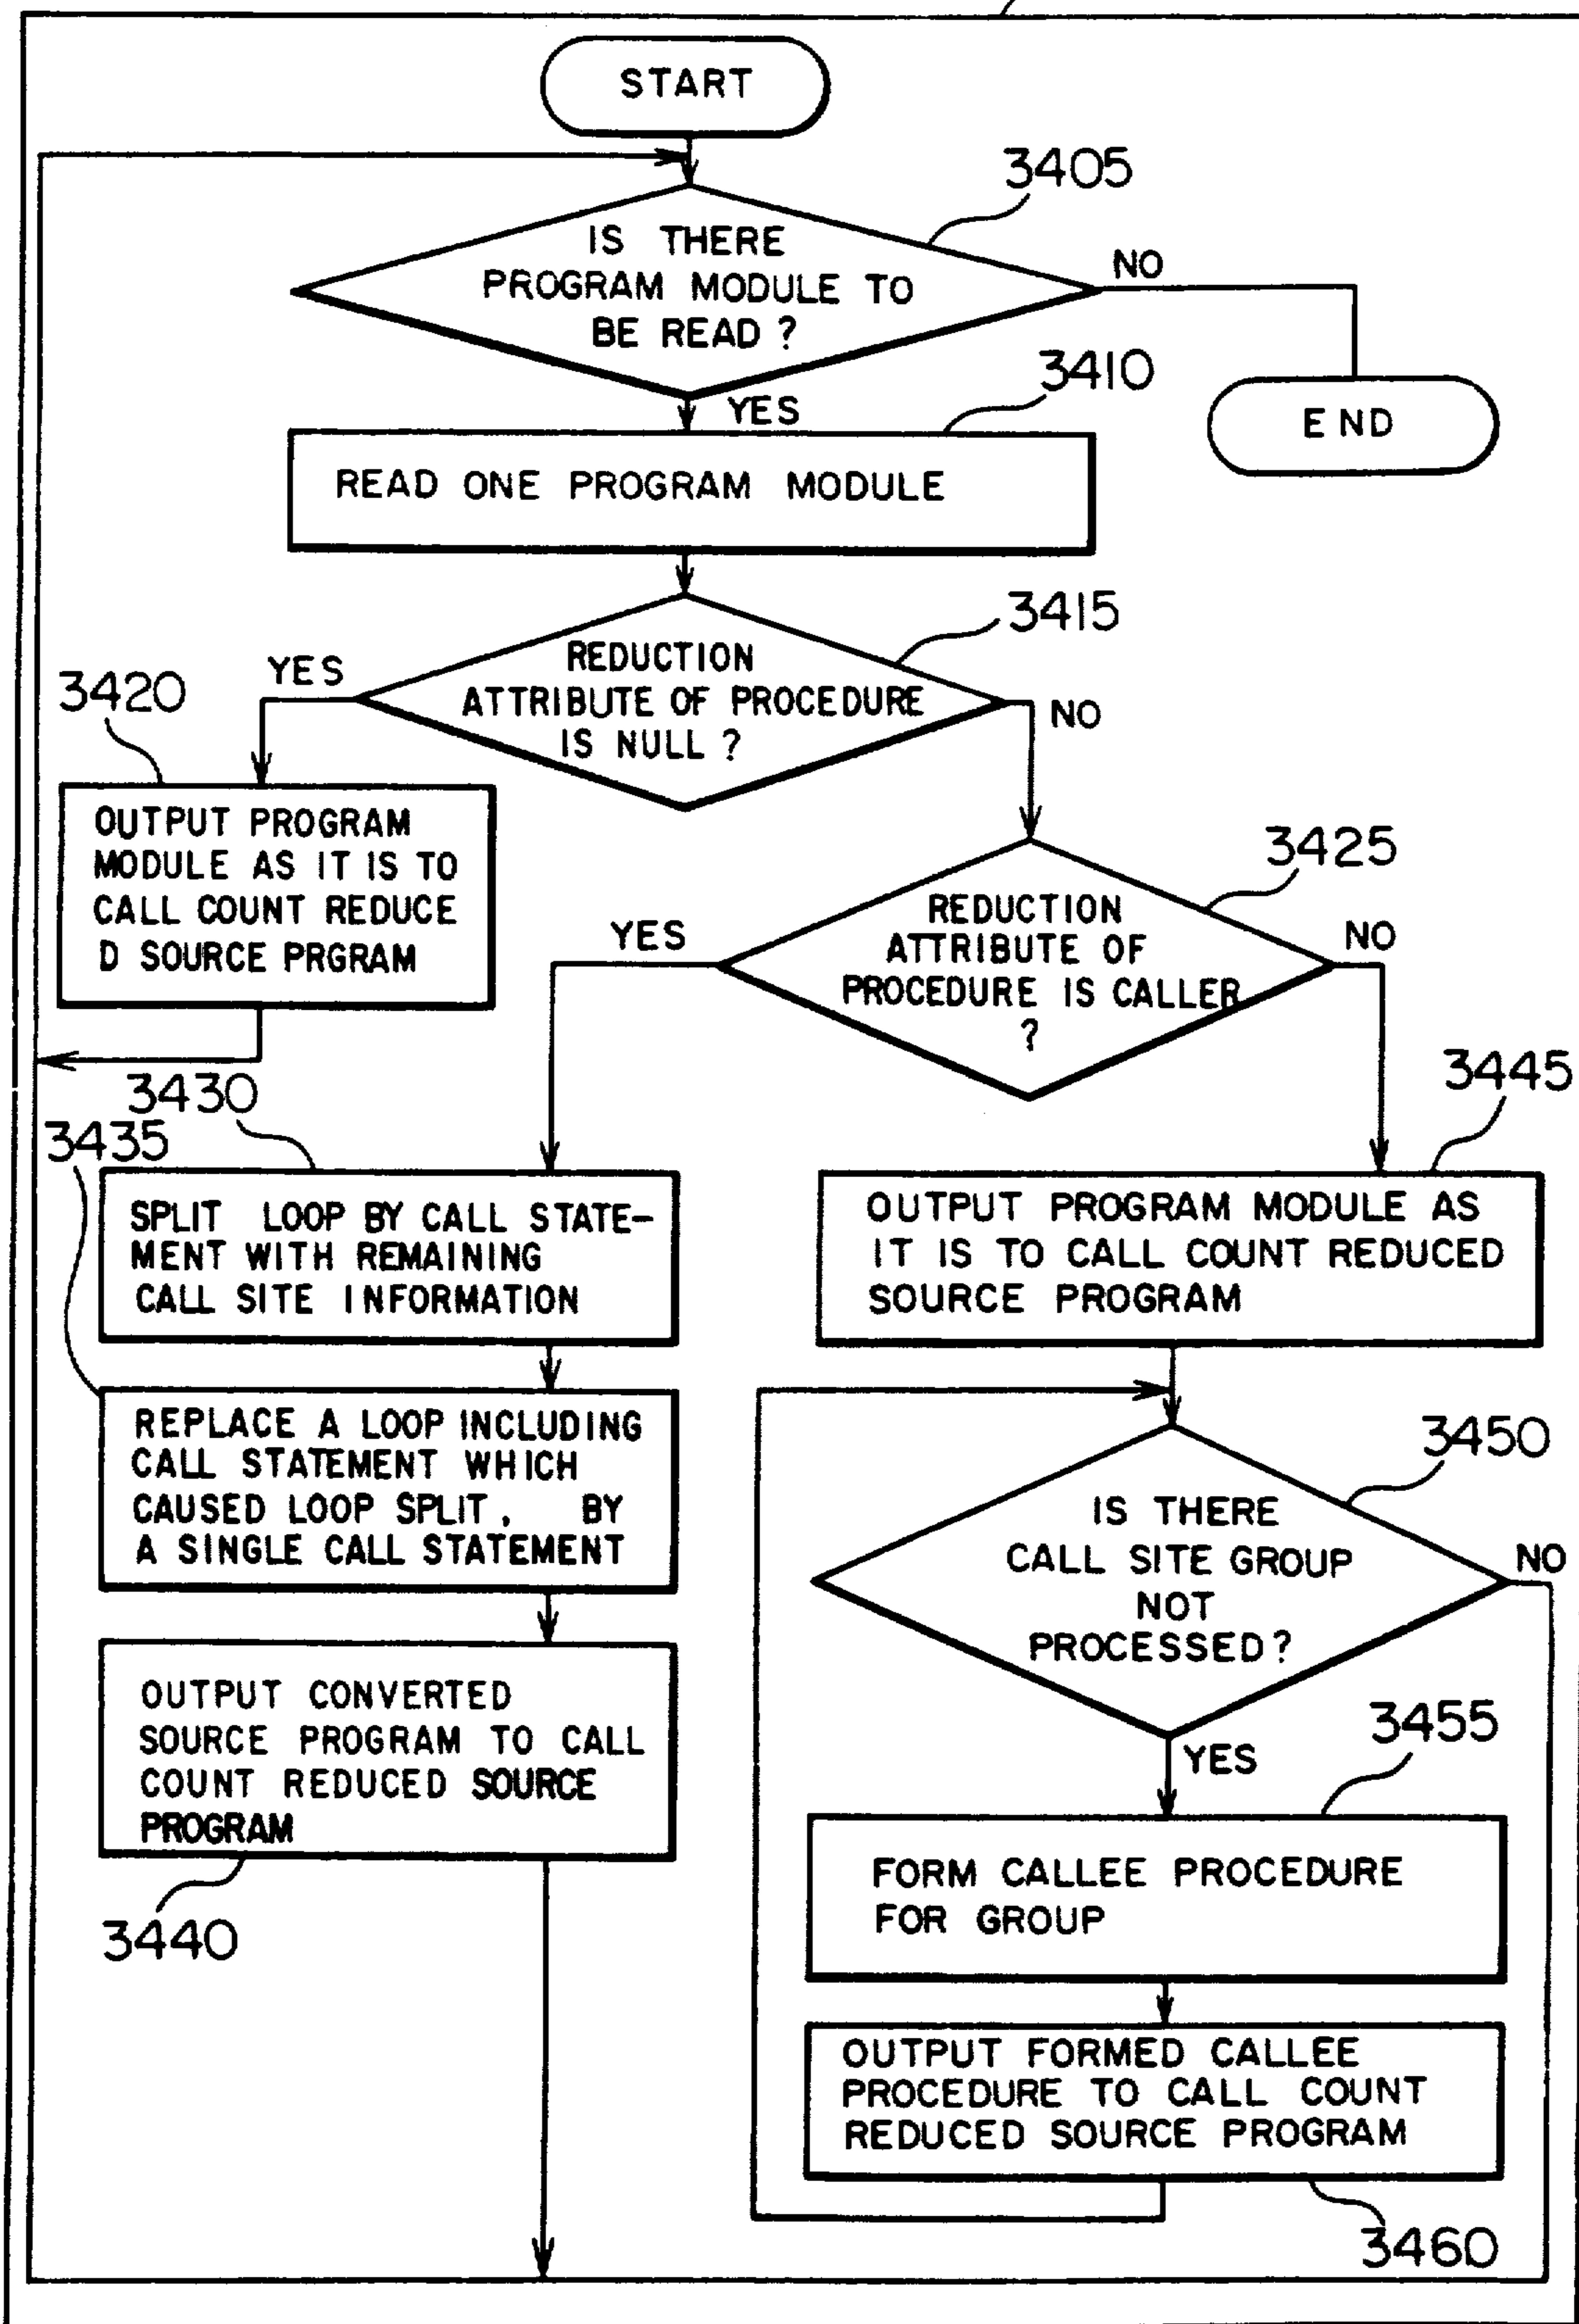 START
3405
IS THERE
PROGRAM MODULE TO
BE READ ?
NO
3410
YES
END
READ ONE PROGRAM MODULE
3415
REDUCTION
ATTRIBUTE OF PROCEDURE
IS NULL ?
YES
NO
3420
OUTPUT PROGRAM
MODULE AS IT IS TO
CALL COUNT REDUCE
D SOURCE PRGRAM
3425
REDUCTION
ATTRIBUTE OF
PROCEDURE IS CALLER
?
YES
NO
3430
3435
3445
SPLIT LOOP BY CALL STATE-
MENT WITH REMAINING
CALL SITE INFORMATION
OUTPUT PROGRAM MODULE AS
IT IS TO CALL COUNT REDUCED
SOURCE PROGRAM
REPLACE A LOOP INCLUDING
CALL STATEMENT WHICH
CAUSED LOOP SPLIT, BY
A SINGLE CALL STATEMENT
3450
IS THERE
CALL SITE GROUP
NOT
PROCESSED?
NO
YES
OUTPUT CONVERTED
SOURCE PROGRAM TO CALL
COUNT REDUCED SOURCE
PROGRAM
3440
3455
FORM CALLEE PROCEDURE
FOR GROUP
OUTPUT FORMED CALLEE
PROCEDURE TO CALL COUNT
REDUCED SOURCE PROGRAM
3460